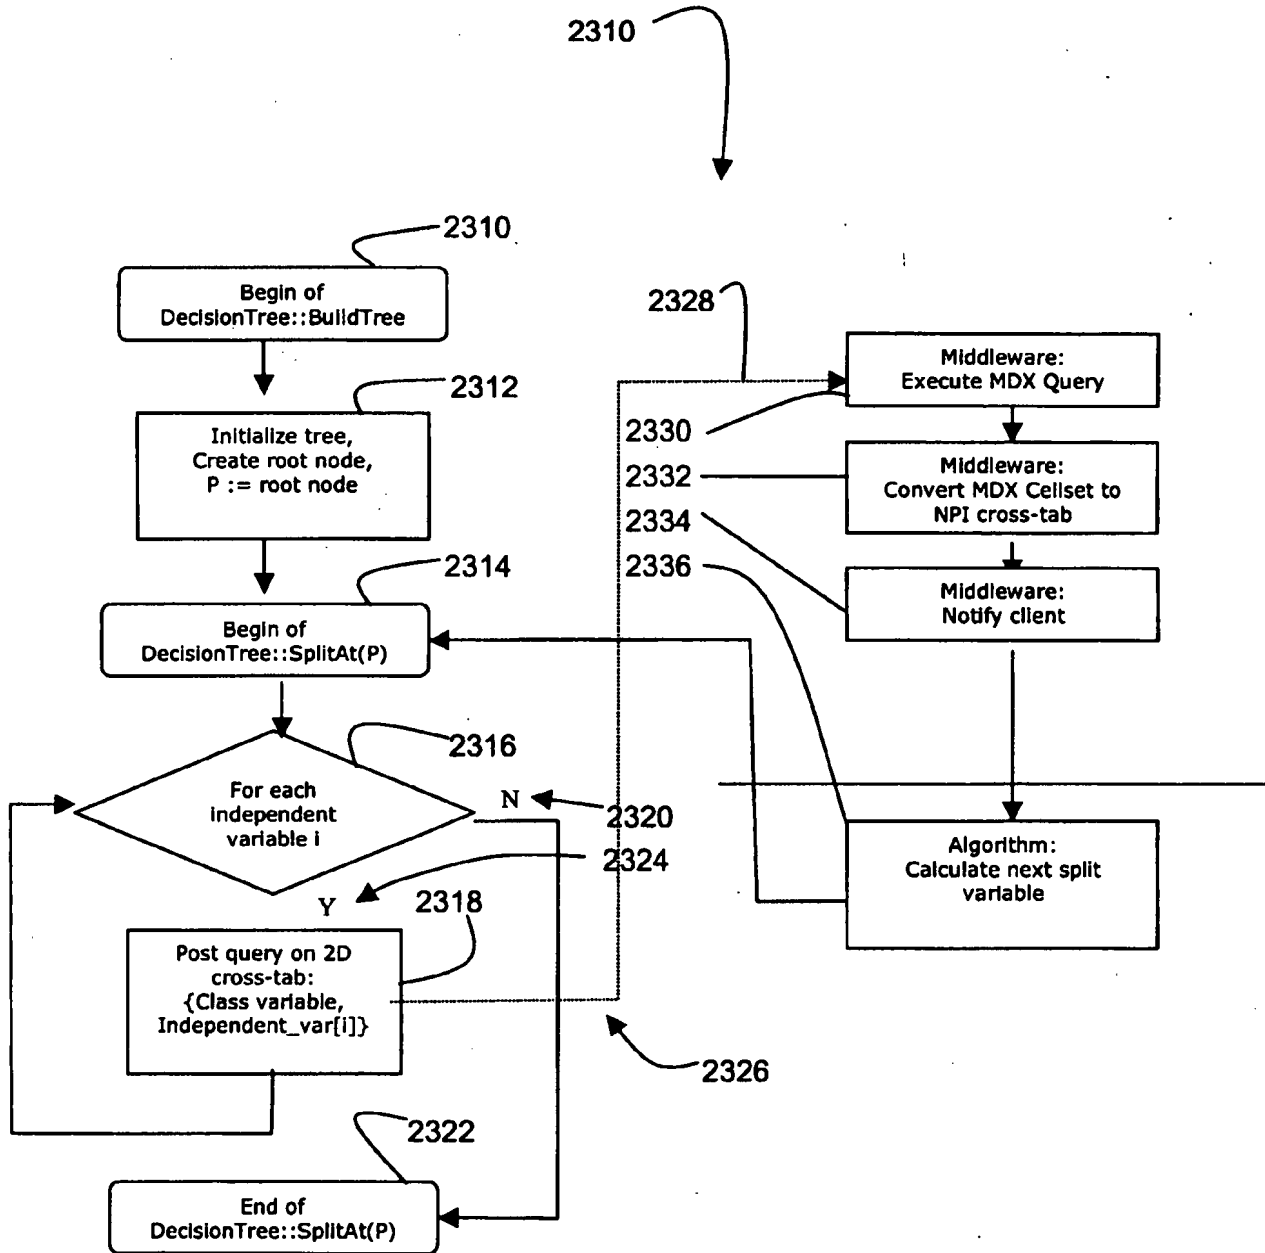 2310
2310
Begin of
DecisionTree::BuildTree
2312
Initialize tree,
Create root node,
P := root node
2314
Begin of
DecisionTree::SplitAt(P)
2316
For each
independent
variable i
N
2320
2324
Y
2318
Post query on 2D
cross-tab:
{Class variable,
Independent_var[i]}
2326
2322
End of
DecisionTree::SplitAt(P)
2328
Middleware:
Execute MDX Query
2330
2332
Middleware:
Convert MDX Cellset to
NPI cross-tab
2334
2336
Middleware:
Notify client
Algorithm:
Calculate next split
variable